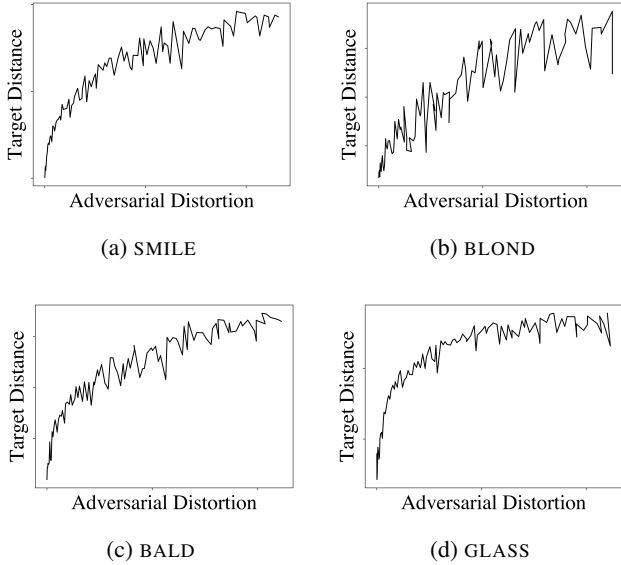 Target Distance
Adversarial Distortion
(a) SMILE
Target Distance
Adversarial Distortion
(b) BLOND
Target Distance
Adversarial Distortion
(c) BALD
Target Distance
Adversarial Distortion
(d) GLASS